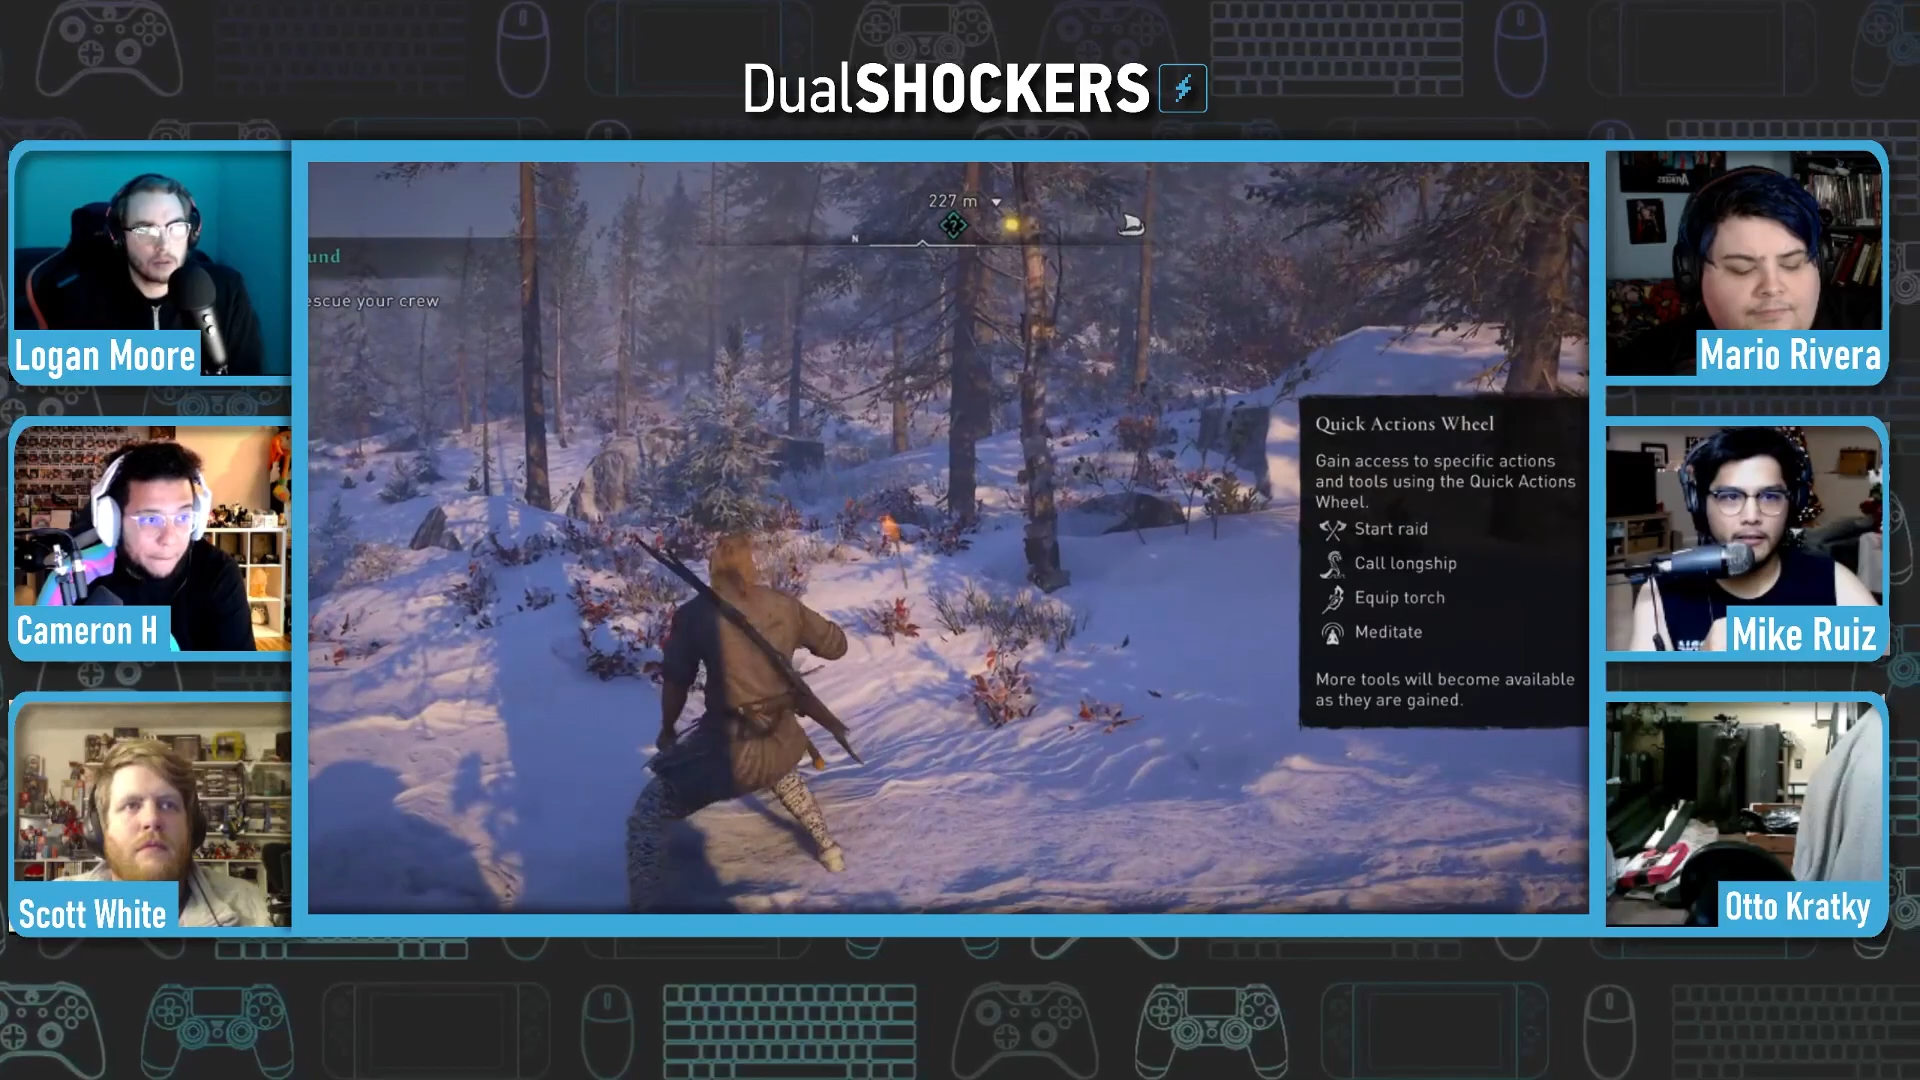 DualSHOCKERS
Logan Moore
Cameron H
Scott White
227 m
N
und
escue your crew
Quick Actions Wheel
Gain access to specific actions
and tools using the Quick Actions
Wheel.
Start raid
Call longship
Equip torch
Meditate
More tools will become available
as they are gained.
Mario Rivera
Mike Ruiz
Otto Kratky